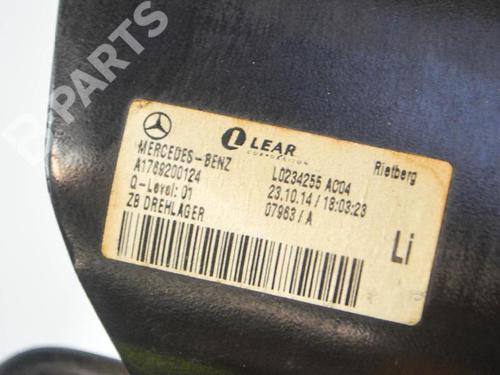 B-PARTS
LEAR
CORPORATION
Rietberg
MERCEDES-BENZ
L0234255 AC04
A1769200124
23.10.14 / 18:03:23
Q-Level: 01
07963 / A
ZB DREHLAGER
Li